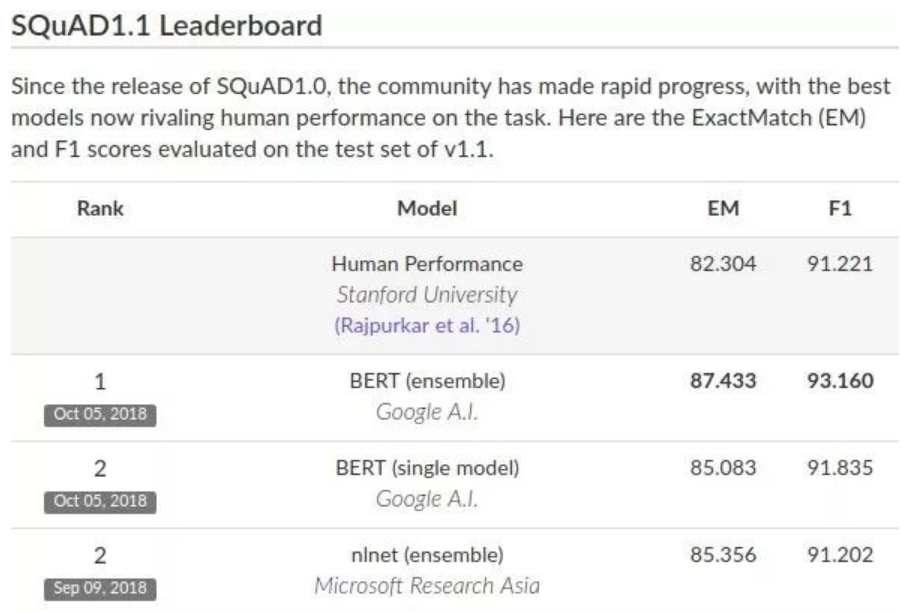 SQuAD1.1 Leaderboard
Since the release of SQuAD1.0, the community has made rapid progress, with the best
models now rivaling human performance on the task. Here are the ExactMatch (EM)
and F1 scores evaluated on the test set of v1.1.
Rank Model EM F1
Human Performance 82.304 91.221
Stanford University
(Rajpurkar et al. '16)
1 BERT (ensemble) 87.433 93.160
Oct 05, 2018 Google A.I.
2 BERT (single model) 85.083 91.835
Oct 05, 2018 Google A.I.
2 nlnet (ensemble) 85.356 91.202
Sep 09, 2018 Microsoft Research Asia